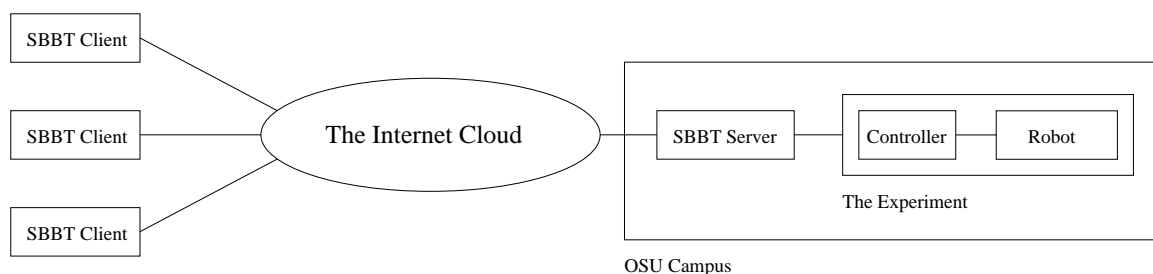 SBBT Client
SBBT Client
SBBT Client
The Internet Cloud
SBBT Server
Controller
Robot
The Experiment
OSU Campus